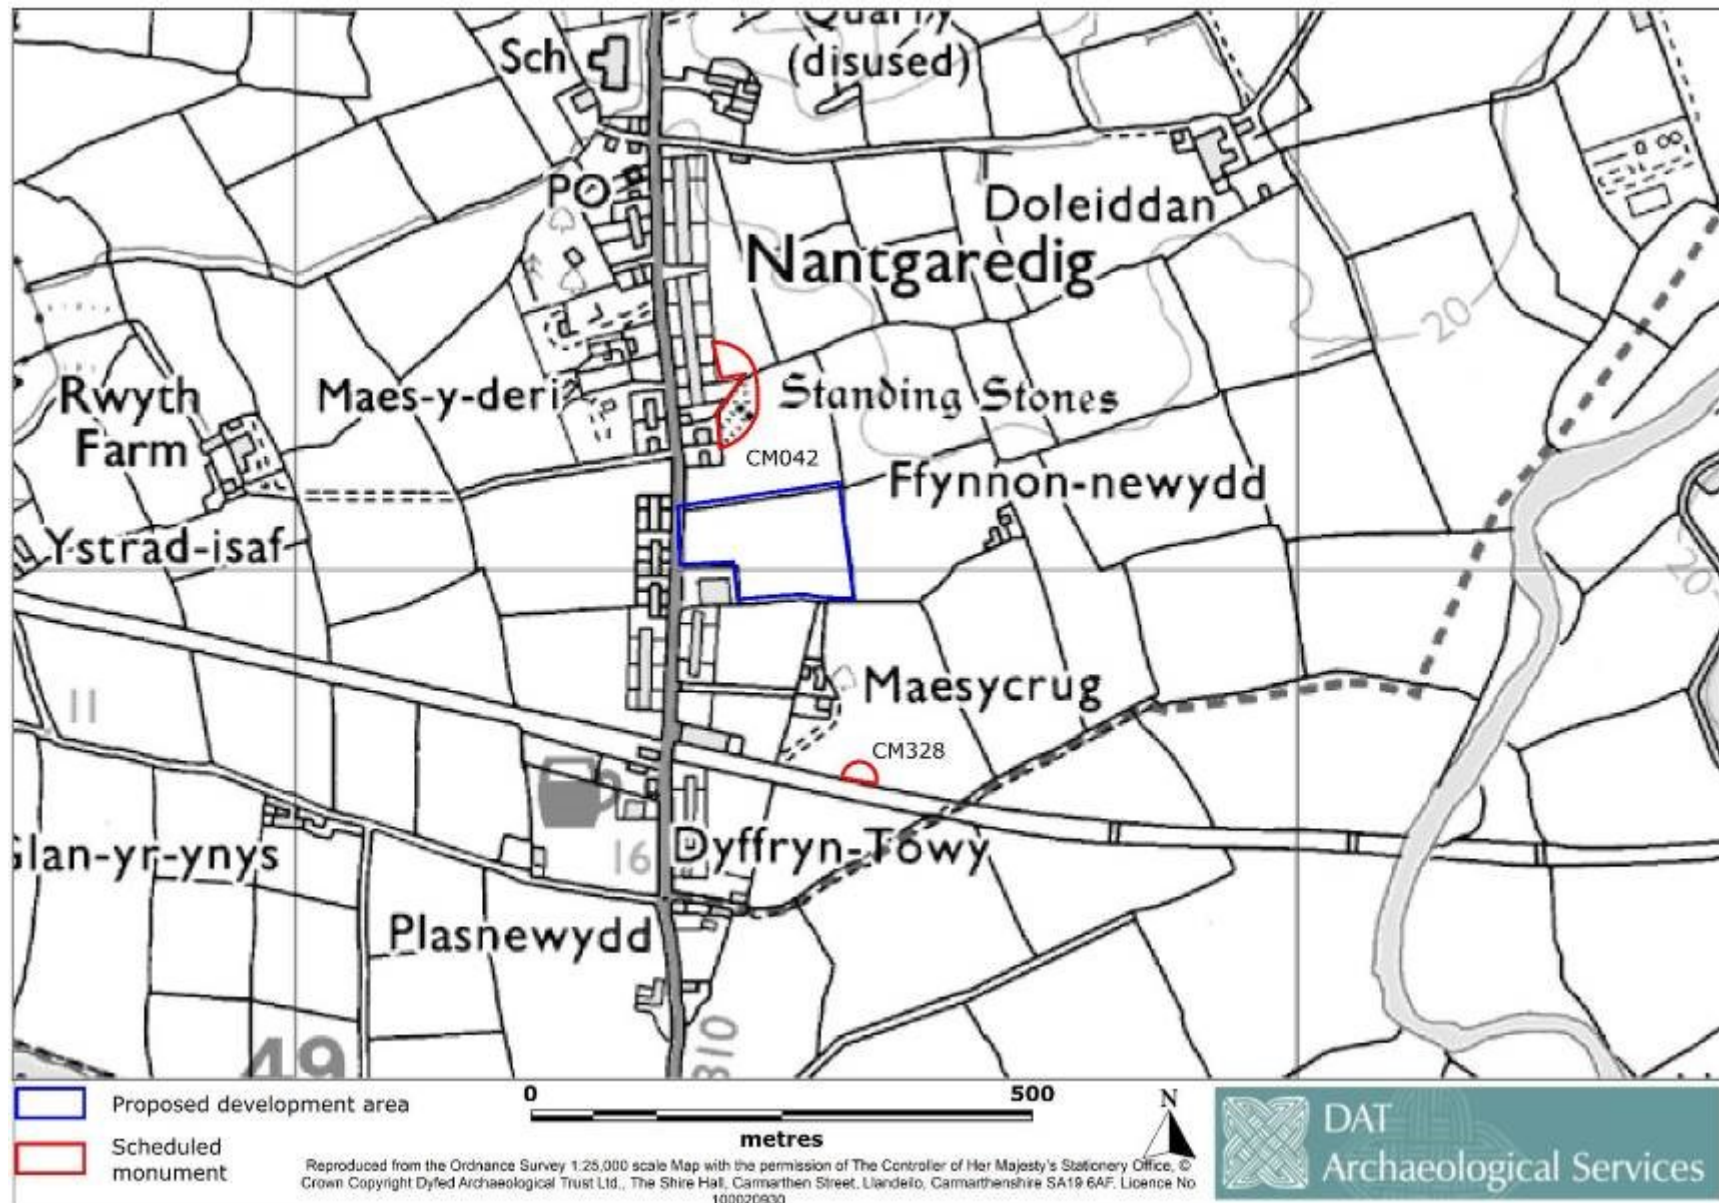 Quarry
(disused)
Sch
PO
Doleiddan
Nantgaredig
20
Rwyth
Farm
Maes-y-deri
Standing Stones
CM042
Ffynnon-newydd
Ystrad-isaf
20
11
Maesycrug
CM328
16
Dyffryn-Towy
Glan-yr-ynys
Plasnewydd
49
B10
Proposed development area
Scheduled
monument
0 500
metres
N
Reproduced from the Ordnance Survey 1:25,000 scale Map with the permission of The Controller of Her Majesty's Stationery Office, ©
Crown Copyright Dyfed Archaeological Trust Ltd., The Shire Hall, Carmarthen Street, Llandeilo, Carmarthenshire SA19 6AF. Licence No
100020930
DAT
Archaeological Services